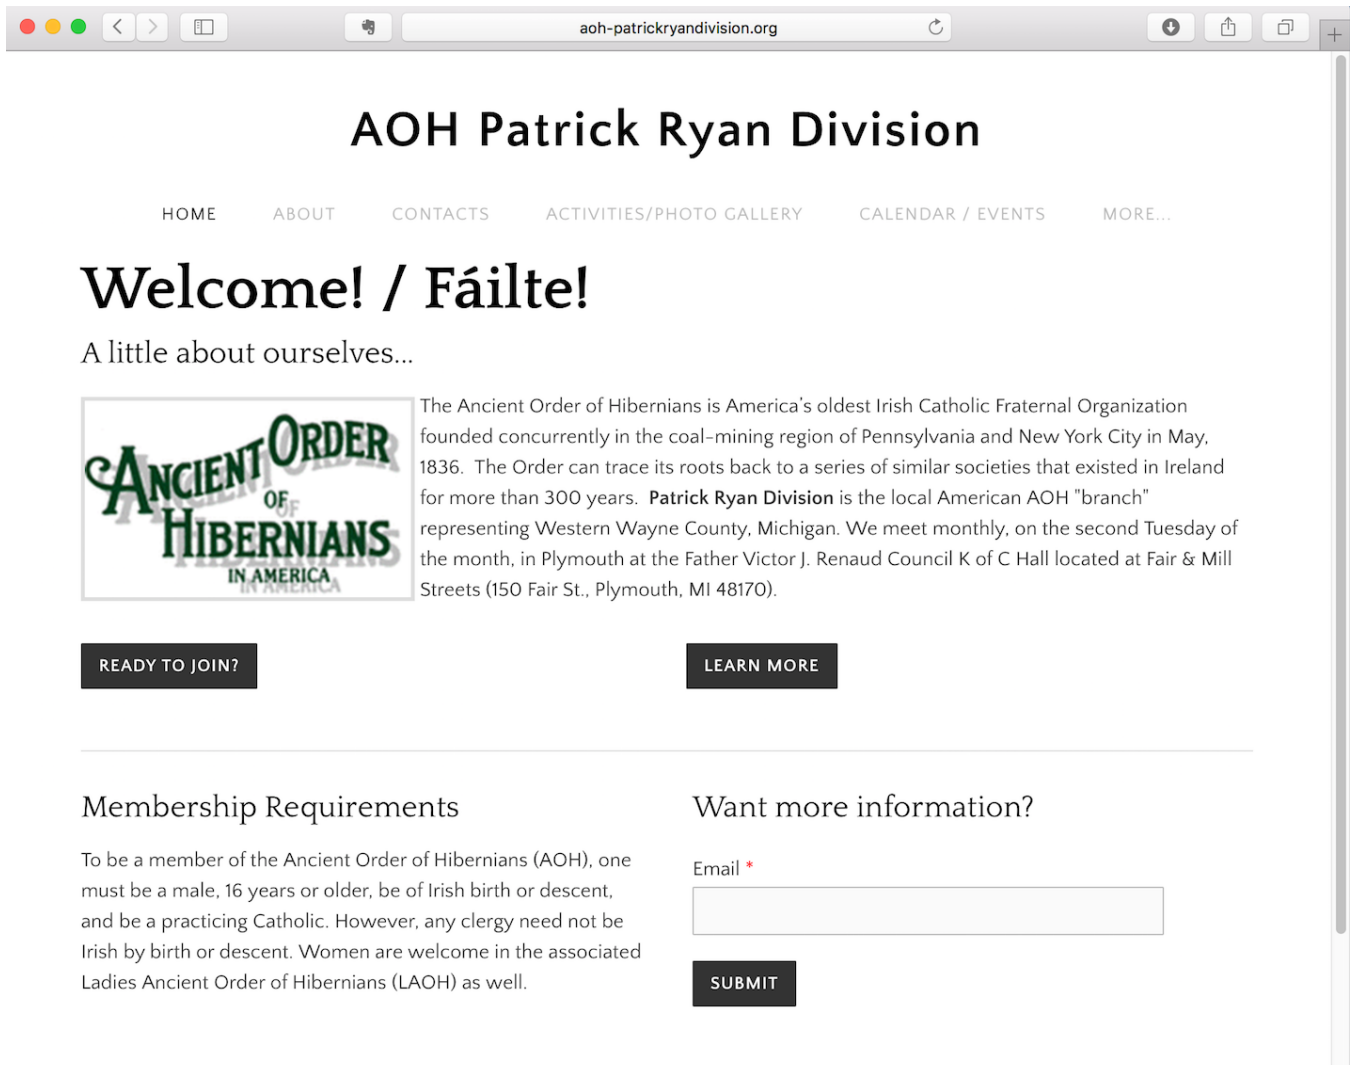 aoh-patrickryandivision.org
AOH Patrick Ryan Division
HOME ABOUT CONTACTS ACTIVITIES/PHOTO GALLERY CALENDAR / EVENTS MORE...
Welcome! / Fáilte!
A little about ourselves...
ANCIENT ORDER
OF
HIBERNIANS
IN AMERICA
The Ancient Order of Hibernians is America's oldest Irish Catholic Fraternal Organization
founded concurrently in the coal-mining region of Pennsylvania and New York City in May,
1836. The Order can trace its roots back to a series of similar societies that existed in Ireland
for more than 300 years. Patrick Ryan Division is the local American AOH "branch"
representing Western Wayne County, Michigan. We meet monthly, on the second Tuesday of
the month, in Plymouth at the Father Victor J. Renaud Council K of C Hall located at Fair & Mill
Streets (150 Fair St., Plymouth, MI 48170).
READY TO JOIN? LEARN MORE
Membership Requirements
To be a member of the Ancient Order of Hibernians (AOH), one
must be a male, 16 years or older, be of Irish birth or descent,
and be a practicing Catholic. However, any clergy need not be
Irish by birth or descent. Women are welcome in the associated
Ladies Ancient Order of Hibernians (LAOH) as well.
Want more information?
Email *
SUBMIT